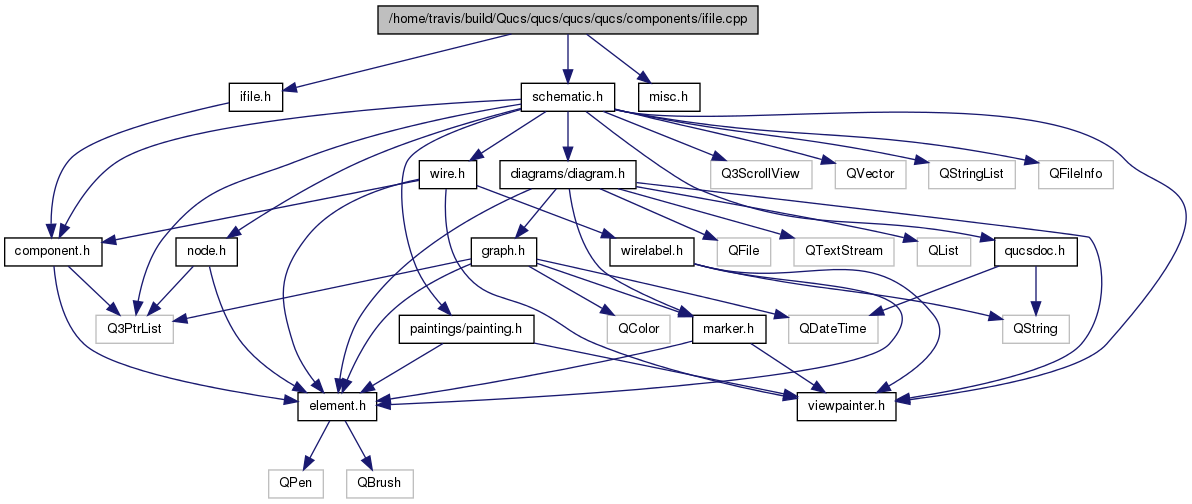 /home/travis/build/Qucs/qucs/qucs/qucs/components/ifile.cpp
ifile.h
schematic.h
misc.h
wire.h
diagrams/diagram.h
Q3ScrollView
QVector
QStringList
QFileInfo
component.h
node.h
graph.h
wirelabel.h
QFile
QTextStream
QList
qucsdoc.h
Q3PtrList
paintings/painting.h
QColor
marker.h
QDateTime
QString
element.h
viewpainter.h
QPen
QBrush